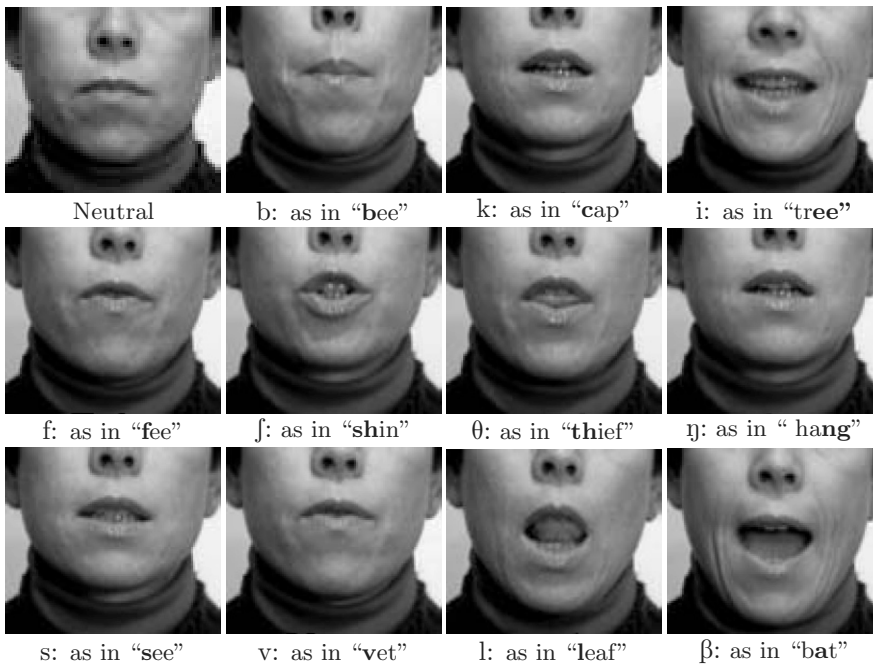 Neutral b: as in “bee” k: as in “cap” i: as in “tree”
f: as in “fee” ʃ: as in “shin” θ: as in “thief” ŋ: as in “ hang”
s: as in “see” v: as in “vet” l: as in “leaf” β: as in “bat”